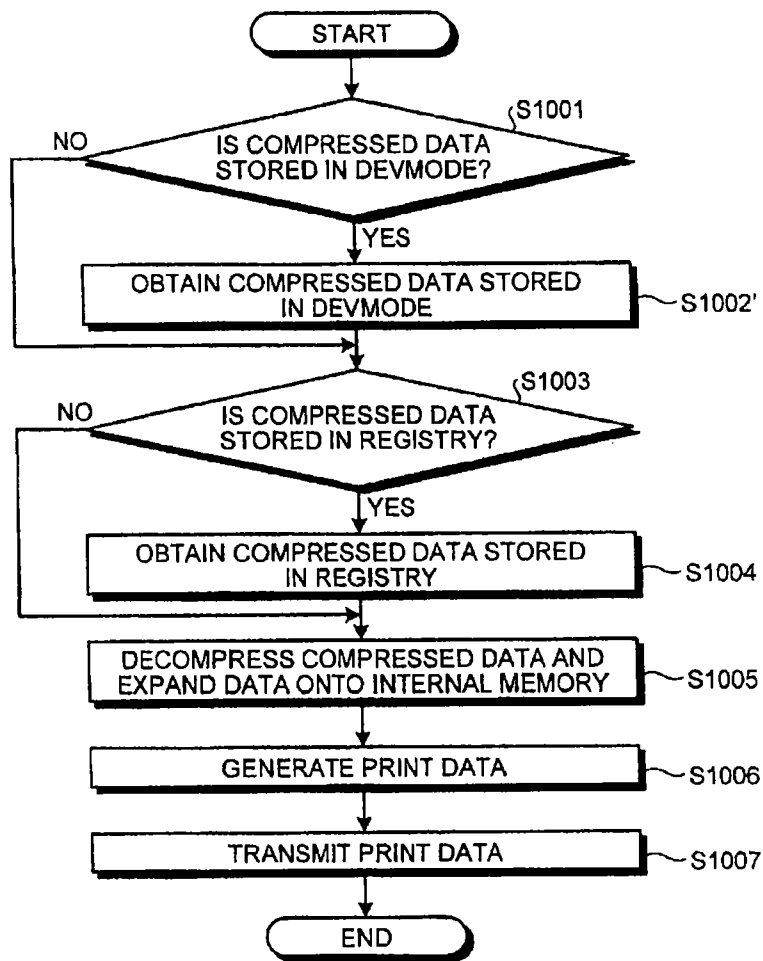 START
S1001
NO
IS COMPRESSED DATA
STORED IN DEVMODE?
YES
OBTAIN COMPRESSED DATA STORED
IN DEVMODE
S1002'
S1003
NO
IS COMPRESSED DATA
STORED IN REGISTRY?
YES
OBTAIN COMPRESSED DATA STORED
IN REGISTRY
S1004
DECOMPRESS COMPRESSED DATA AND
EXPAND DATA ONTO INTERNAL MEMORY
S1005
GENERATE PRINT DATA
S1006
TRANSMIT PRINT DATA
S1007
END